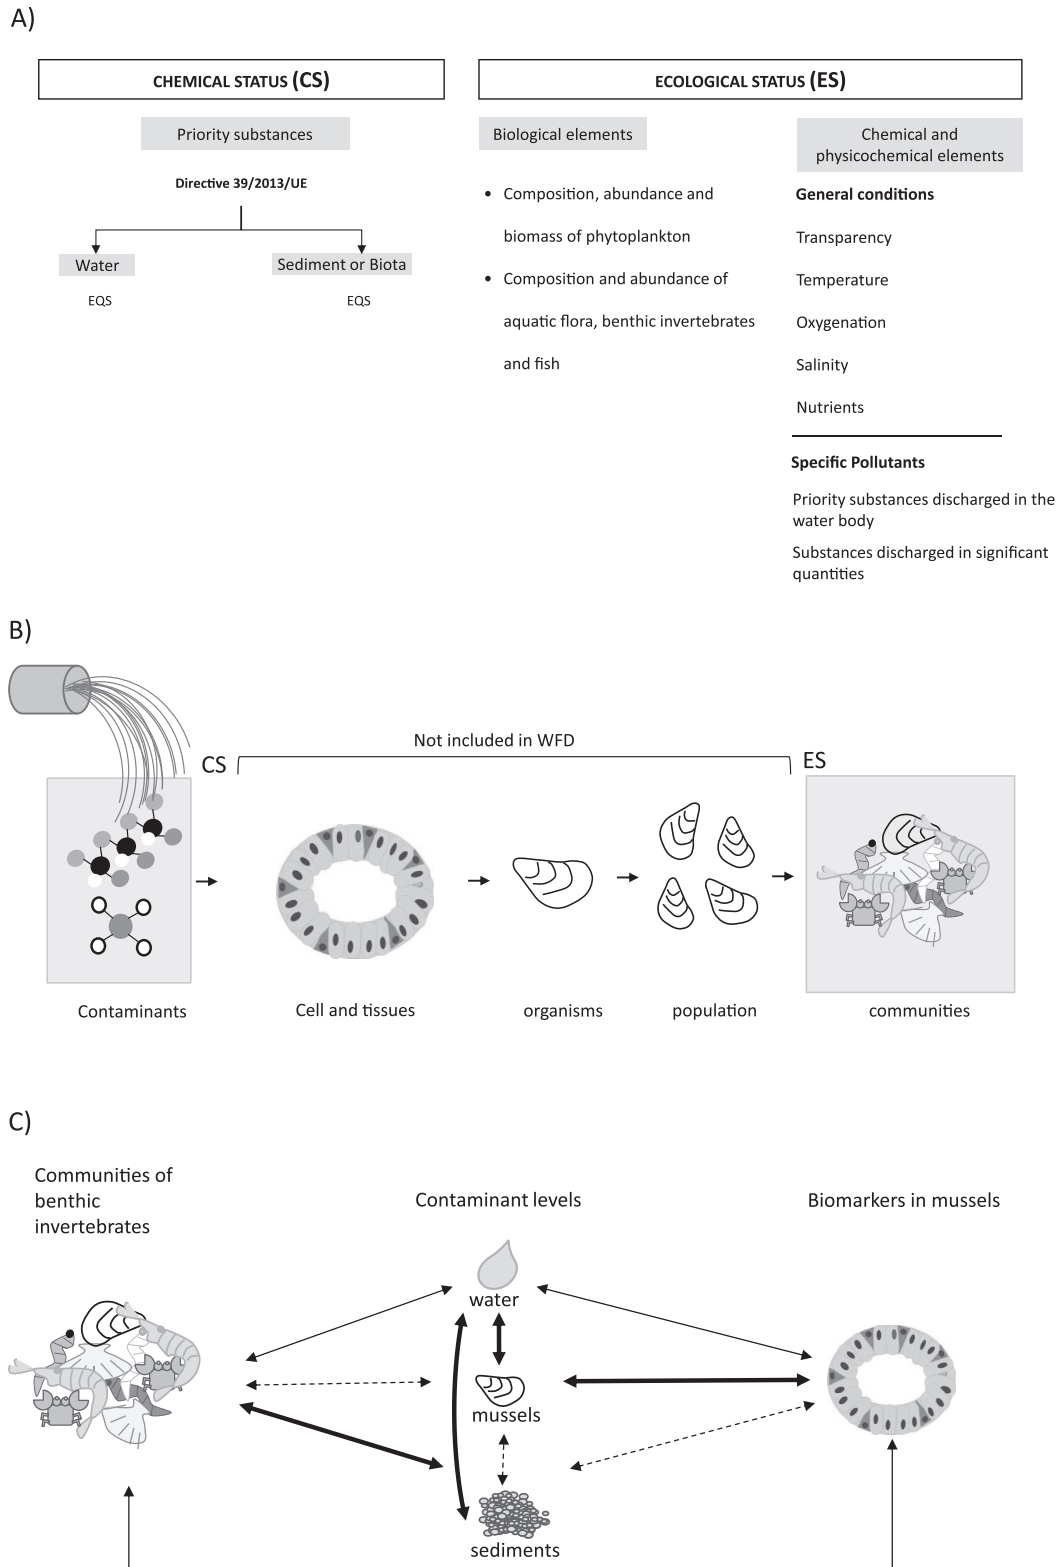 A)
CHEMICAL STATUS (CS)
Priority substances
Directive 39/2013/UE
Water
Sediment or Biota
EQS
EQS
ECOLOGICAL STATUS (ES)
Biological elements
• Composition, abundance and
biomass of phytoplankton
• Composition and abundance of
aquatic flora, benthic invertebrates
and fish
Chemical and
physicochemical elements
General conditions
Transparency
Temperature
Oxygenation
Salinity
Nutrients
Specific Pollutants
Priority substances discharged in the
water body
Substances discharged in significant
quantities
B)
Not included in WFD
CS
ES
Contaminants
Cell and tissues
organisms
population
communities
C)
Communities of
benthic
invertebrates
Contaminant levels
Biomarkers in mussels
water
mussels
sediments